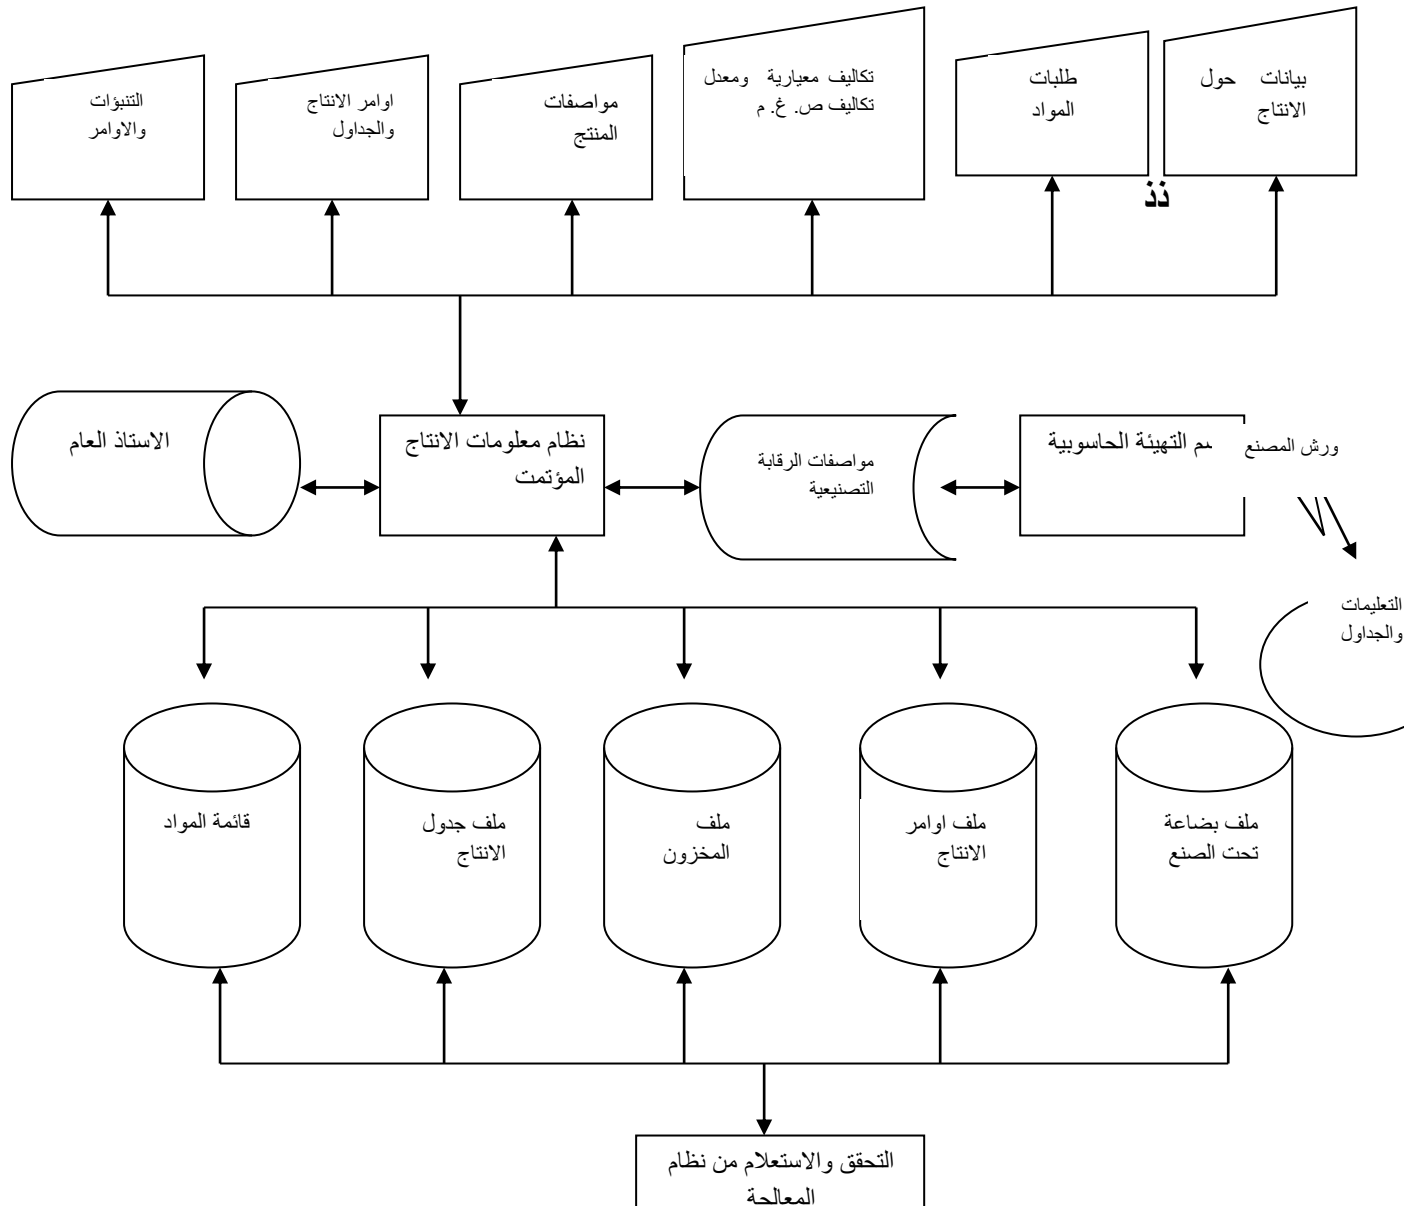 بيانات حول
الانتاج
طلبات
المواد
تكاليف معيارية ومعدل
تكاليف ص. غ. م
مواصفات
المنتج
اوامر الانتاج
والجداول
التنبؤات
والاوامر
ذذ
ورش المصنع
سم التهيئة الحاسوبية
مواصفات الرقابة
التصنيعية
نظام معلومات الانتاج
المؤتمت
الاستاذ العام
التعليمات
والجداول
ملف بضاعة
تحت الصنع
ملف اوامر
الانتاج
ملف
المخزون
ملف جدول
الانتاج
قائمة المواد
التحقق والاستعلام من نظام
المعالجة